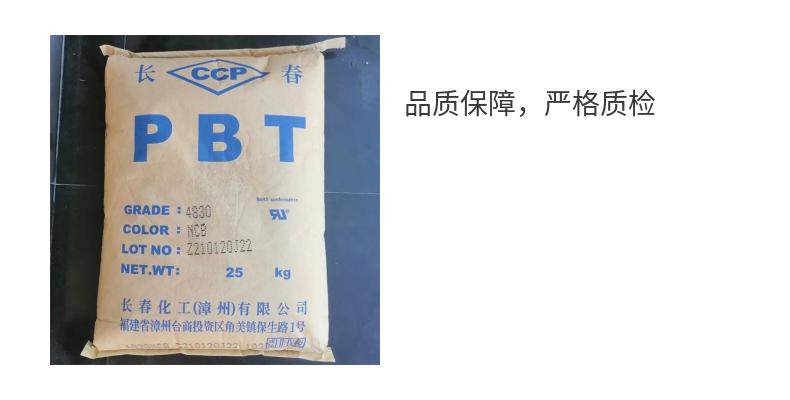 长 CCP 春
PBT
RoHS conformance
GRADE : 4830
COLOR : NCB
LOT NO : Z210120J22
NET.WT: 25 kg
长春化工(漳州)有限公司
福建省漳州台商投资区角美镇保生路1号
品质保障，严格质检